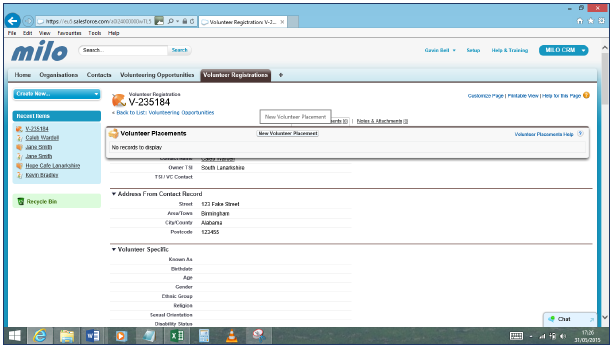 https://eu5.salesforce.com
Volunteer Registration: V-2...
File Edit View Favourites Tools Help
milo
Search...
Search
Gavin Bell
Setup
Help & Training
MILO CRM
Home Organisations Contacts Volunteering Opportunities Volunteer Registrations +
Create New...
Recent Items
V-235184
Caleb Wardell
Jane Smith
Jane Smith
Hope Cafe Lanarkshire
Kevin Bradley
Recycle Bin
Volunteer Registration
V-235184
Customize Page | Printable View | Help for this Page
« Back to List: Volunteering Opportunities
New Volunteer Placement
Notes & Attachments [0]
Volunteer Placements
New Volunteer Placement
Volunteer Placements Help
No records to display
Contact Name Caleb Wardell
Owner TSI South Lanarkshire
TSI / VC Contact
Address From Contact Record
Street 123 Fake Street
Area/Town Birmingham
City/County Alabama
Postcode 123455
Volunteer Specific
Known As
Birthdate
Age
Gender
Ethnic Group
Religion
Sexual Orientation
Disability Status
Chat
17:26
31/05/2015